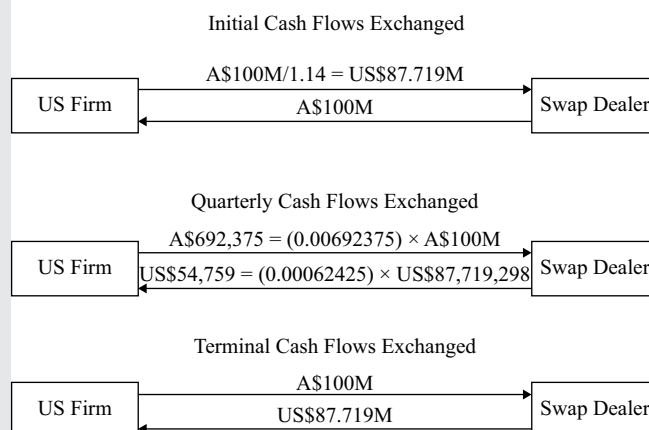 Initial Cash Flows Exchanged
A$100M/1.14 = US$87.719M
US Firm
Swap Dealer
A$100M
Quarterly Cash Flows Exchanged
A$692,375 = (0.00692375) × A$100M
US Firm
Swap Dealer
US$54,759 = (0.00062425) × US$87,719,298
Terminal Cash Flows Exchanged
A$100M
US Firm
Swap Dealer
US$87.719M